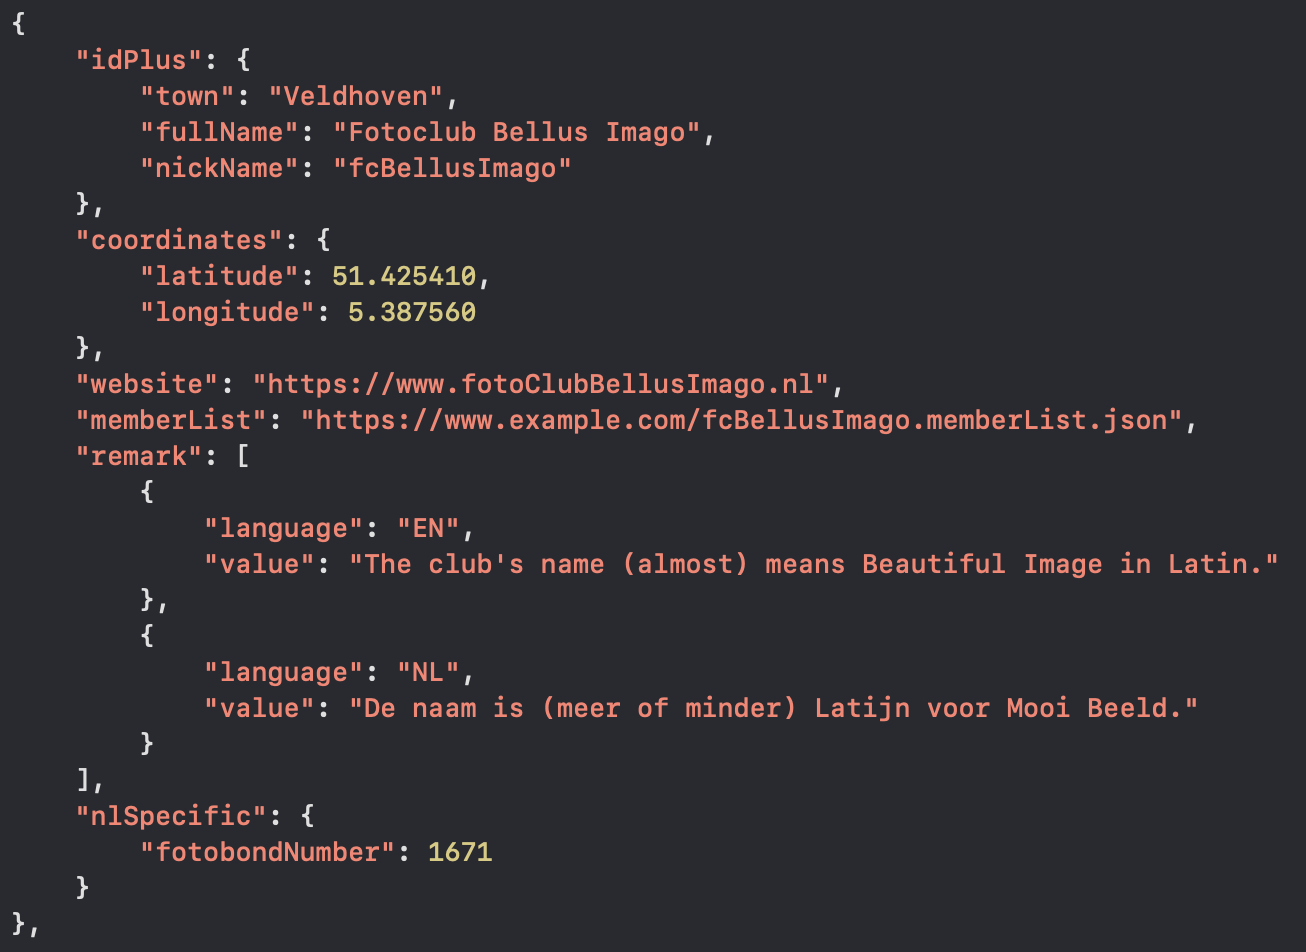 {
    "idPlus": {
        "town": "Veldhoven",
        "fullName": "Fotoclub Bellus Imago",
        "nickName": "fcBellusImago"
    },
    "coordinates": {
        "latitude": 51.425410,
        "longitude": 5.387560
    },
    "website": "https://www.fotoClubBellusImago.nl",
    "memberList": "https://www.example.com/fcBellusImago.memberList.json",
    "remark": [
        {
            "language": "EN",
            "value": "The club's name (almost) means Beautiful Image in Latin."
        },
        {
            "language": "NL",
            "value": "De naam is (meer of minder) Latijn voor Mooi Beeld."
        }
    ],
    "nlSpecific": {
        "fotobondNumber": 1671
    }
},